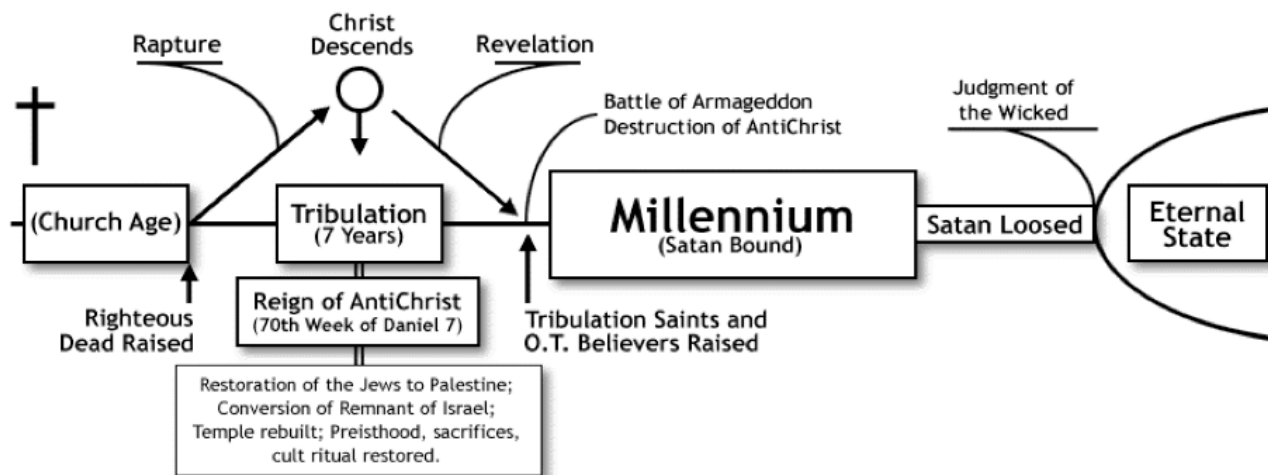 Rapture
Christ
Descends
Revelation
Battle of Armageddon
Destruction of AntiChrist
Judgment of
the Wicked
(Church Age)
Tribulation
(7 Years)
Millennium
(Satan Bound)
Satan Loosed
Eternal
State
Righteous
Dead Raised
Reign of AntiChrist
(70th Week of Daniel 7)
Tribulation Saints and
O.T. Believers Raised
Restoration of the Jews to Palestine;
Conversion of Remnant of Israel;
Temple rebuilt; Preisthood, sacrifices,
cult ritual restored.